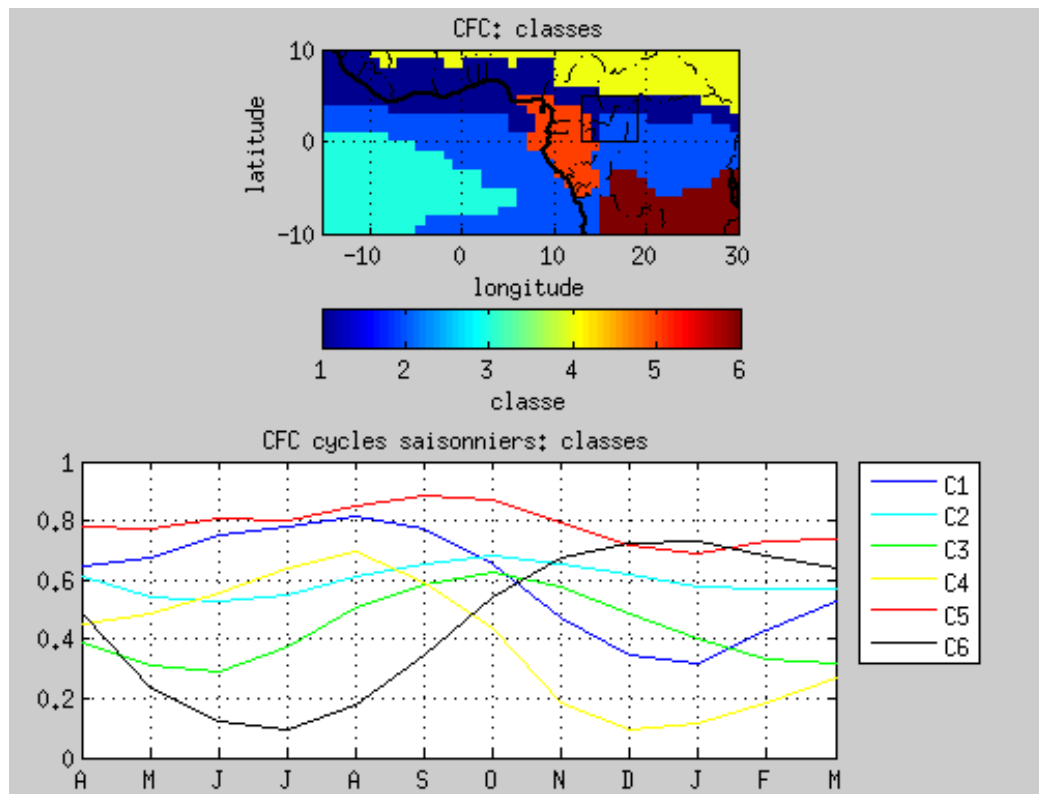 CFC: classes
10
0
-10
latitude
-10 0 10 20 30
longitude
1 2 3 4 5 6
classe
CFC cycles saisonniers: classes
1
0.8
0.6
0.4
0.2
0
A M J J A S O N D J F M
C1
C2
C3
C4
C5
C6